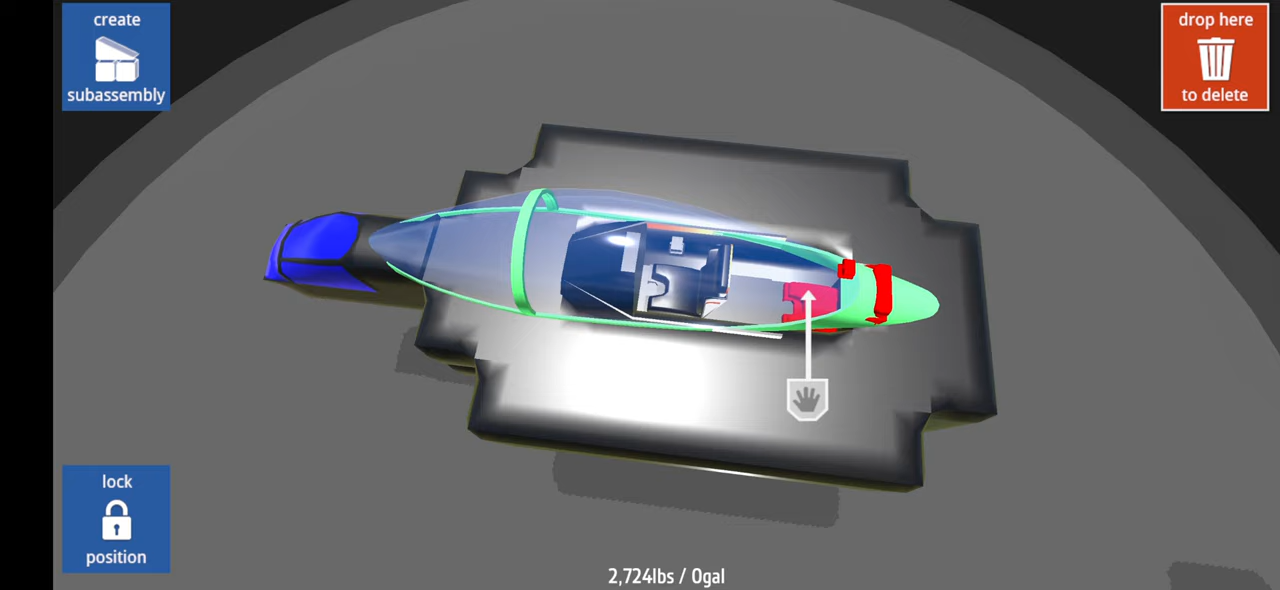 create
subassembly
drop here
to delete
lock
position
2,724lbs / 0gal